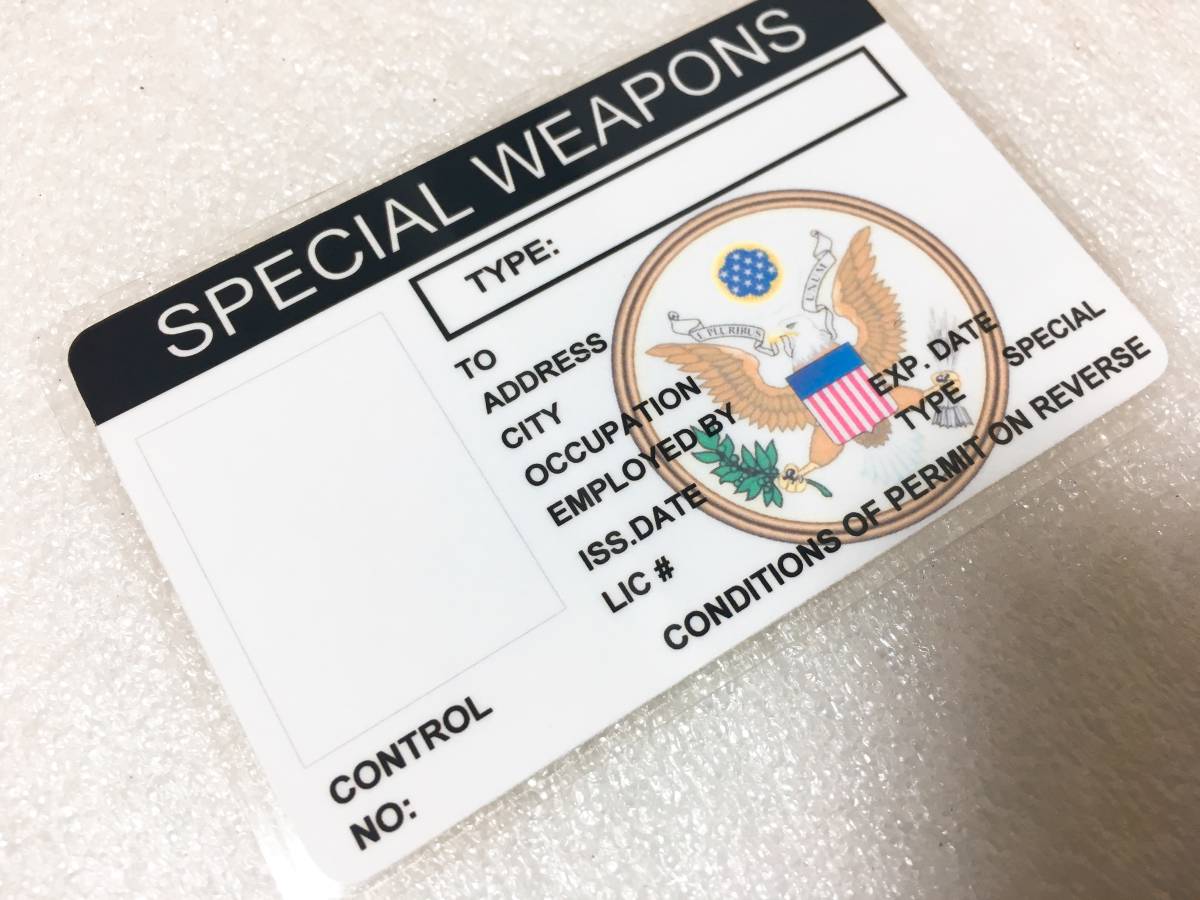 SPECIAL WEAPONS
TYPE:
E PLURIBUS UNUM
TO
ADDRESS
CITY
OCCUPATION
EMPLOYED BY
ISS.DATE EXP. DATE
LIC # TYPE SPECIAL
CONDITIONS OF PERMIT ON REVERSE
CONTROL
NO: